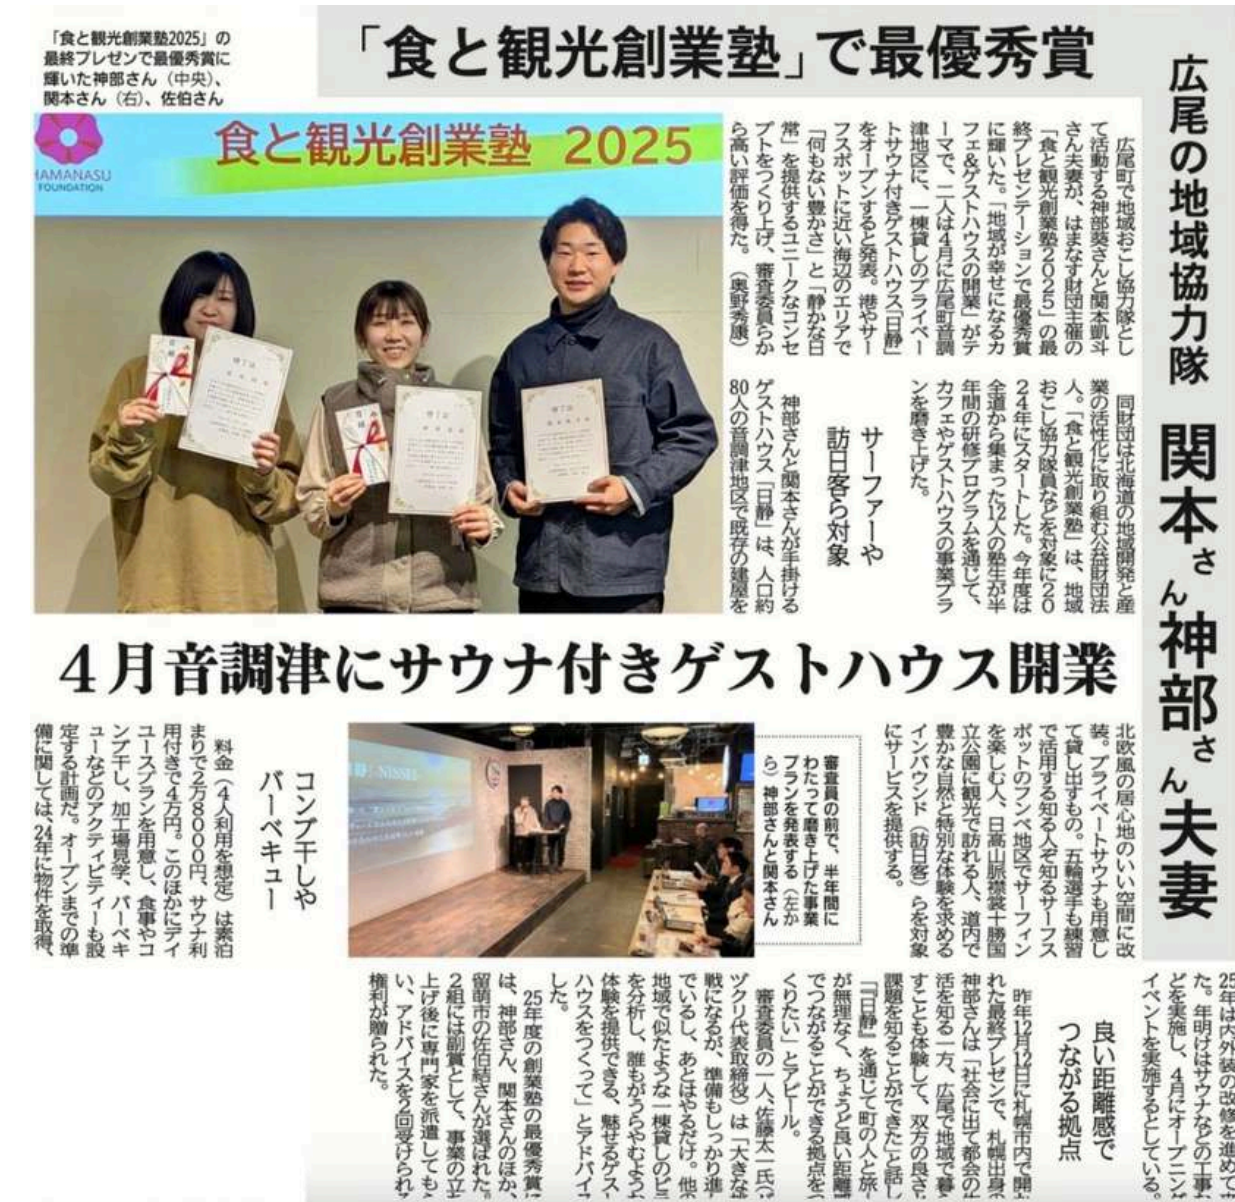 「食と観光創業塾」で最優秀賞
広尾の地域協力隊 関本さん神部さん夫妻
「食と観光創業塾2025」の
最終プレゼンで最優秀賞に
輝いた神部さん(中央)、
関本さん(右)、佐伯さん
HAMANASU
FOUNDATION
食と観光創業塾 2025
広尾町で地域おこし協力隊とし
て活動する神部葵さんと関本凱斗
さん夫妻が、はまなす財団主催の
「食と観光創業塾2025」の最
終プレゼンテーションで最優秀賞
に輝いた。「地域が幸せになるカ
フェ&ゲストハウスの開業」がテ
ーマで、二人は4月に広尾町音調
津地区に、一棟貸しのプライベー
トサウナ付きゲストハウス「日静」
をオープンすると発表。港やサー
フスポットに近い海辺のエリアで
「何もない豊かさ」と「静かな日
常」を提供するユニークなコンセ
プトをつくり上げ、審査委員らか
ら高い評価を得た。(奥野秀康)
同財団は北海道の地域開発と産
業の活性化に取り組む公益財団法
人。「食と観光創業塾」は、地域
おこし協力隊員などを対象に20
24年にスタートした。今年度は
全道から集まった12人の塾生が半
年間の研修プログラムを通じて、
カフェやゲストハウスの事業プラ
ンを磨き上げた。
サーファーや
訪日客ら対象
神部さんと関本さんが手掛ける
ゲストハウス「日静」は、人口約
80人の音調津地区で既存の建屋を
4月音調津にサウナ付きゲストハウス開業
北欧風の居心地のいい空間に改
装。プライベートサウナも用意し
て貸し出すもの。五輪選手も練習
で活用する知る人ぞ知るサーフス
ポットのフンベ地区でサーフィン
を楽しむ人、日高山脈襟裳十勝国
立公園に観光で訪れる人、道内で
豊かな自然と特別な体験を求める
インバウンド(訪日客)らを対象
にサービスを提供する。
審査員の前で、半年間に
わたって磨き上げた事業
プランを発表する(左か
ら)神部さんと関本さん
コンブ干しや
バーベキュー
料金(4人利用を想定)は素泊
まりで2万8000円、サウナ利
用付きで4万円。このほかにデイ
ユースプランを用意し、食事やコ
ンブ干し、加工場見学、バーベキ
ューなどのアクティビティーも設
定する計画だ。オープンまでの準
備に関しては、24年に物件を取得、
25年は内外装の改修を進めて
た。年明けはサウナなどの工事
どを実施し、4月にオープニン
イベントを実施するとしている。
良い距離感で
つながる拠点
昨年12月12日に札幌市内で開
れた最終プレゼンで、札幌出身の
神部さんは「社会に出て都会の
活を知る一方、広尾で地域で暮
すことも体験して、双方の良さ
課題を知ることができた」と話し
「『日静』を通じて町の人と旅
が無理なく、ちょうど良い距離
でつながることができる拠点を
くりたい」とアピール。
審査委員の一人、佐藤太一氏(
ヅクリ代表取締役)は「大きな
戦になるが、準備もしっかり進
でいるし、あとはやるだけ。他の
地域で似たような一棟貸しのビ
を分析し、誰もがうらやむような
体験を提供できる、魅せるゲスト
ハウスをつくって」とアドバイス
した。
25年度の創業塾の最優秀賞に
は、神部さん、関本さんのほか、
留萌市の佐伯結さんが選ばれた。
2組には副賞として、事業の立ち
上げ後に専門家を派遣してもら
い、アドバイスを2回受けられる
権利が贈られた。